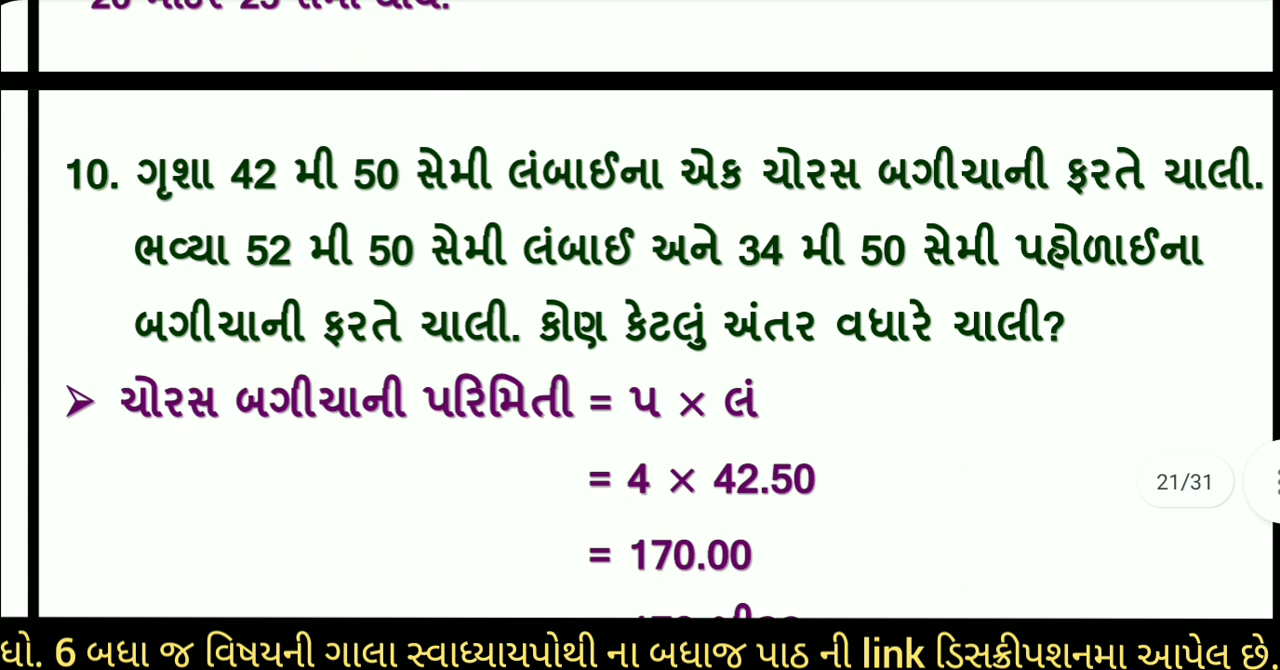 10. ગૃશા 42 મી 50 સેમી લંબાઈના એક ચોરસ બગીચાની ફરતે ચાલી.
ભવ્યા 52 મી 50 સેમી લંબાઈ અને 34 મી 50 સેમી પહોળાઈના
બગીચાની ફરતે ચાલી. કોણ કેટલું અંતર વધારે ચાલી?
➢ ચોરસ બગીચાની પરિમિતી = પ × લં
= 4 × 42.50
21/31
= 170.00
ધો. 6 બધા જ વિષયની ગાલા સ્વાધ્યાયપોથી ના બધાજ પાઠ ની link ડિસક્રીપશનમા આપેલ છે